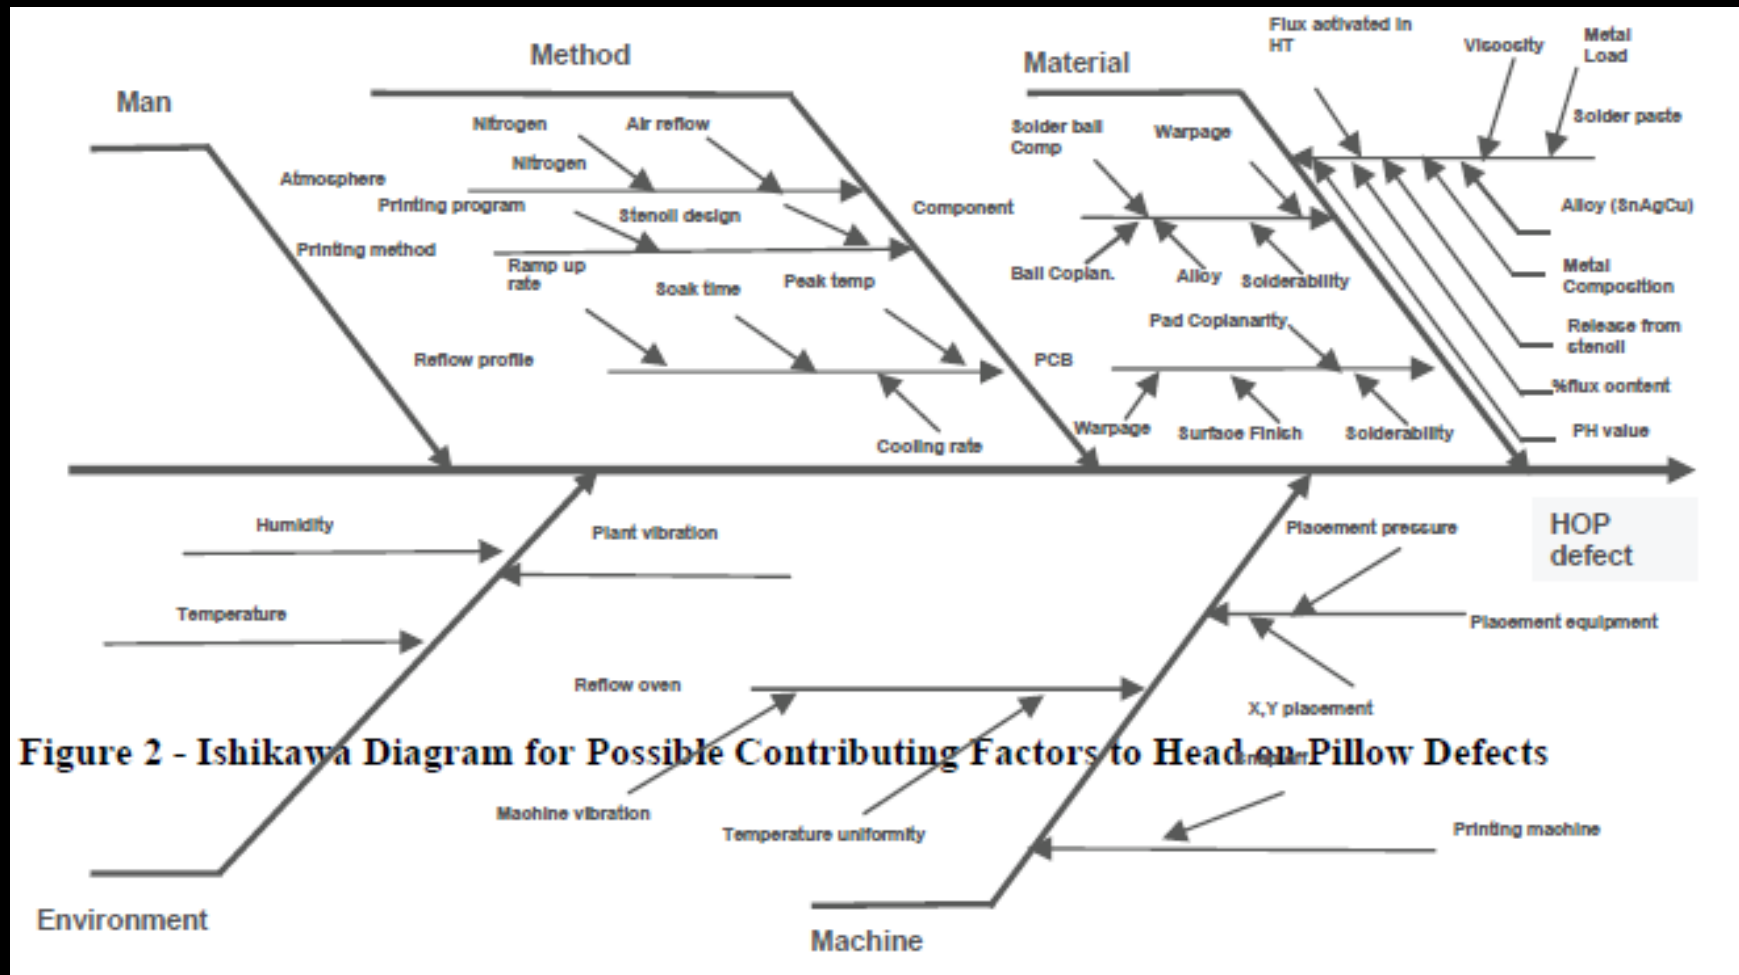 Man
Method
Material
Flux activated in
HT
Viscosity
Metal
Load
Solder paste
Nitrogen
Air reflow
Nitrogen
Atmosphere
Printing program
Stencil design
Printing method
Ramp up
rate
Soak time
Peak temp
Reflow profile
Cooling rate
Solder ball
Comp
Warpage
Component
Ball Coplan.
Alloy
Solderability
Pad Coplanarity
PCB
Warpage
Surface Finish
Solderability
Alloy (SnAgCu)
Metal
Composition
Release from
stencil
%flux content
PH value
Humidity
Plant vibration
Temperature
Placement pressure
HOP
defect
Placement equipment
Reflow oven
X,Y placement
Figure 2 - Ishikawa Diagram for Possible Contributing Factors to Head on Pillow Defects
Machine vibration
Temperature uniformity
Printing machine
Environment
Machine